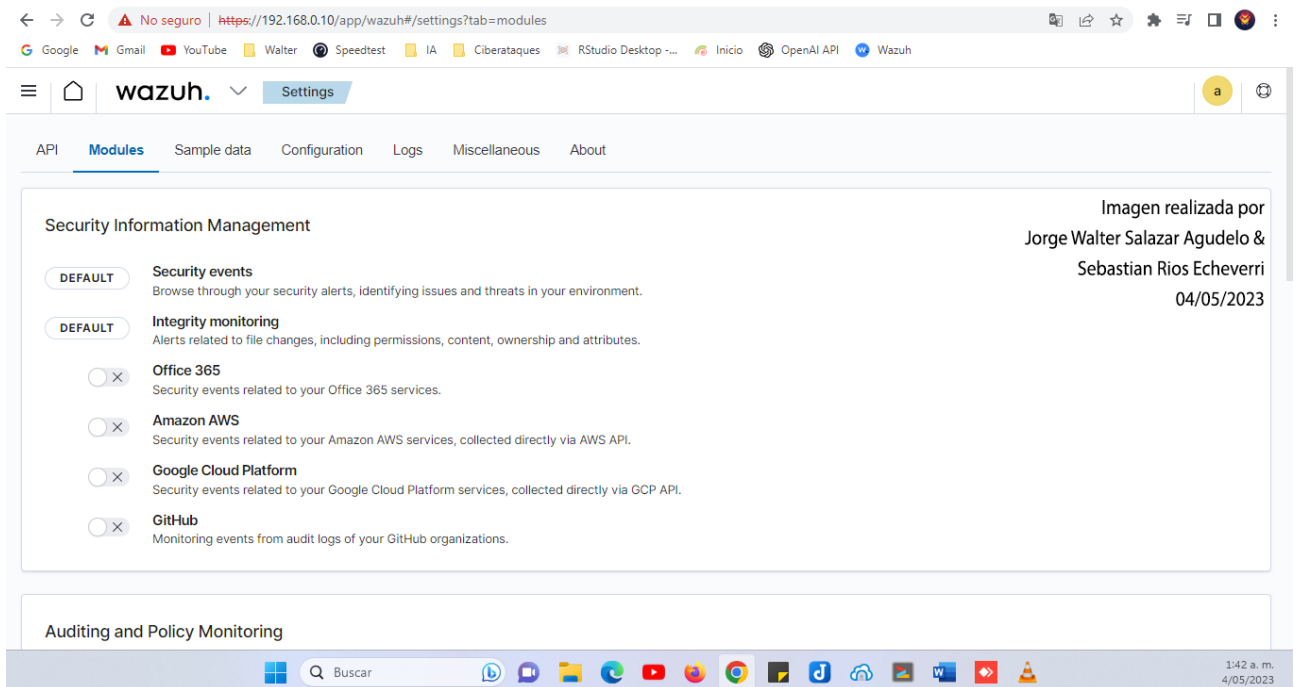 No seguro | https://192.168.0.10/app/wazuh#/settings?tab=modules
Google Gmail YouTube Walter Speedtest IA Ciberataques RStudio Desktop -... Inicio OpenAI API Wazuh
wazuh. Settings a
API Modules Sample data Configuration Logs Miscellaneous About
Imagen realizada por
Jorge Walter Salazar Agudelo &
Sebastian Rios Echeverri
04/05/2023
Security Information Management
DEFAULT Security events
Browse through your security alerts, identifying issues and threats in your environment.
DEFAULT Integrity monitoring
Alerts related to file changes, including permissions, content, ownership and attributes.
Office 365
Security events related to your Office 365 services.
Amazon AWS
Security events related to your Amazon AWS services, collected directly via AWS API.
Google Cloud Platform
Security events related to your Google Cloud Platform services, collected directly via GCP API.
GitHub
Monitoring events from audit logs of your GitHub organizations.
Auditing and Policy Monitoring
Buscar
1:42 a. m.
4/05/2023